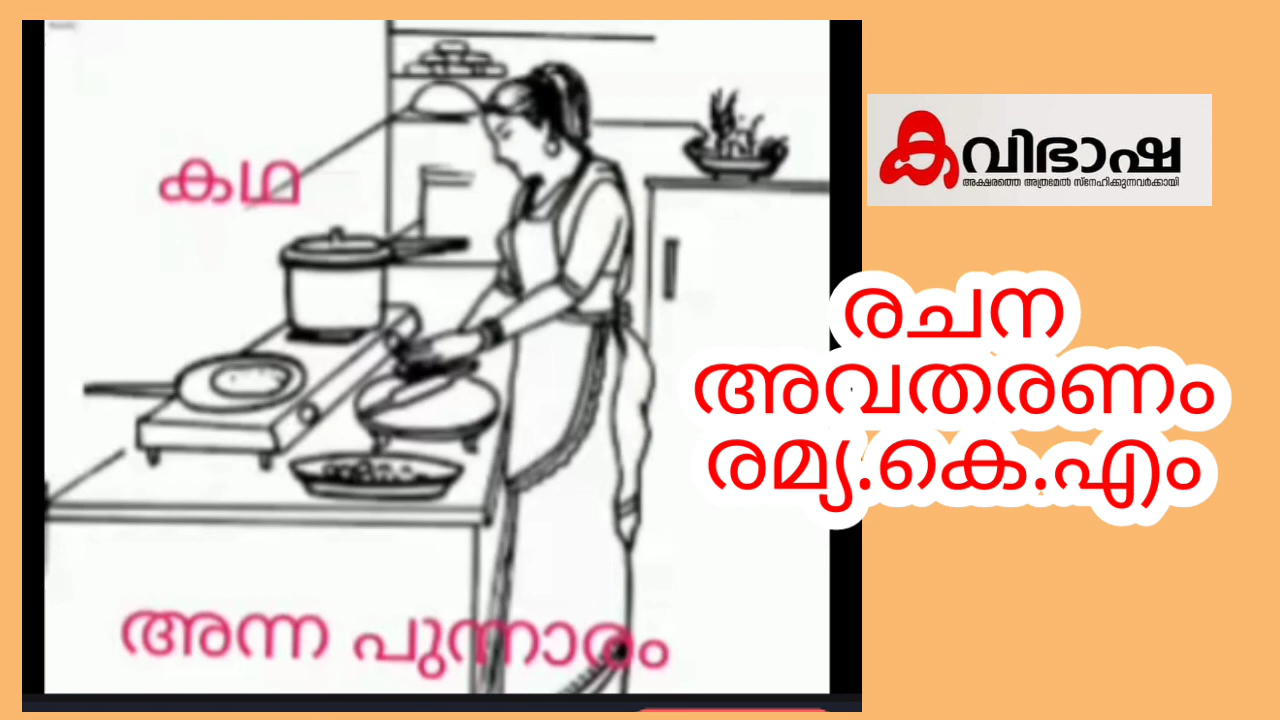 കഥ
അന്ന പുന്നാരം
കവിഭാഷ
അക്ഷരത്തെ അത്രമേൽ സ്നേഹിക്കുന്നവർക്കായി
രചന
അവതരണം
രമ്യ.കെ.എം